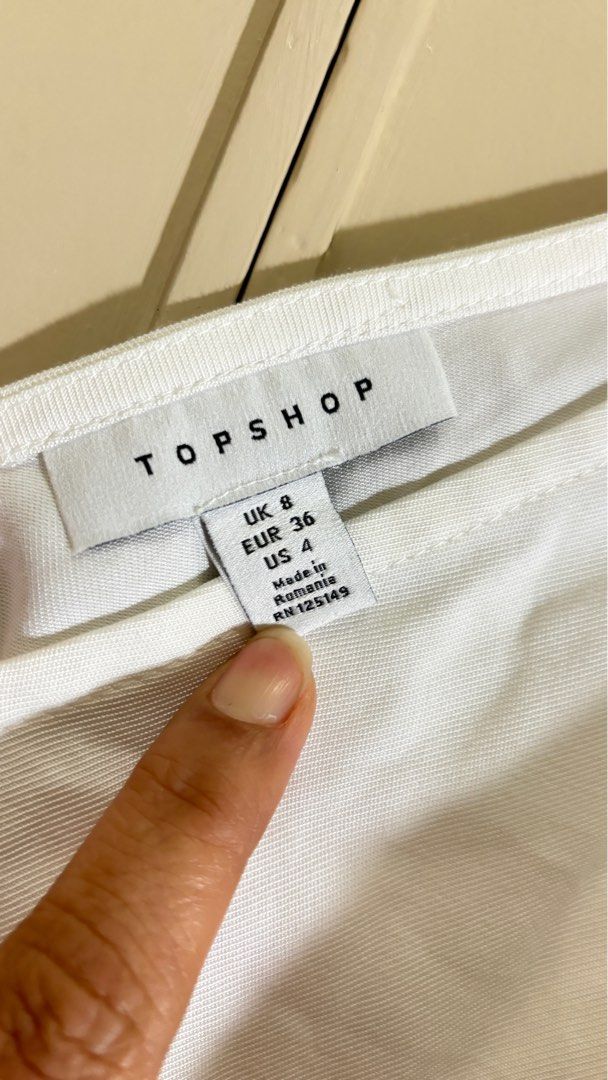 TOPSHOP
UK 8
EUR 36
US 4
Made in
Romania
RN 125149